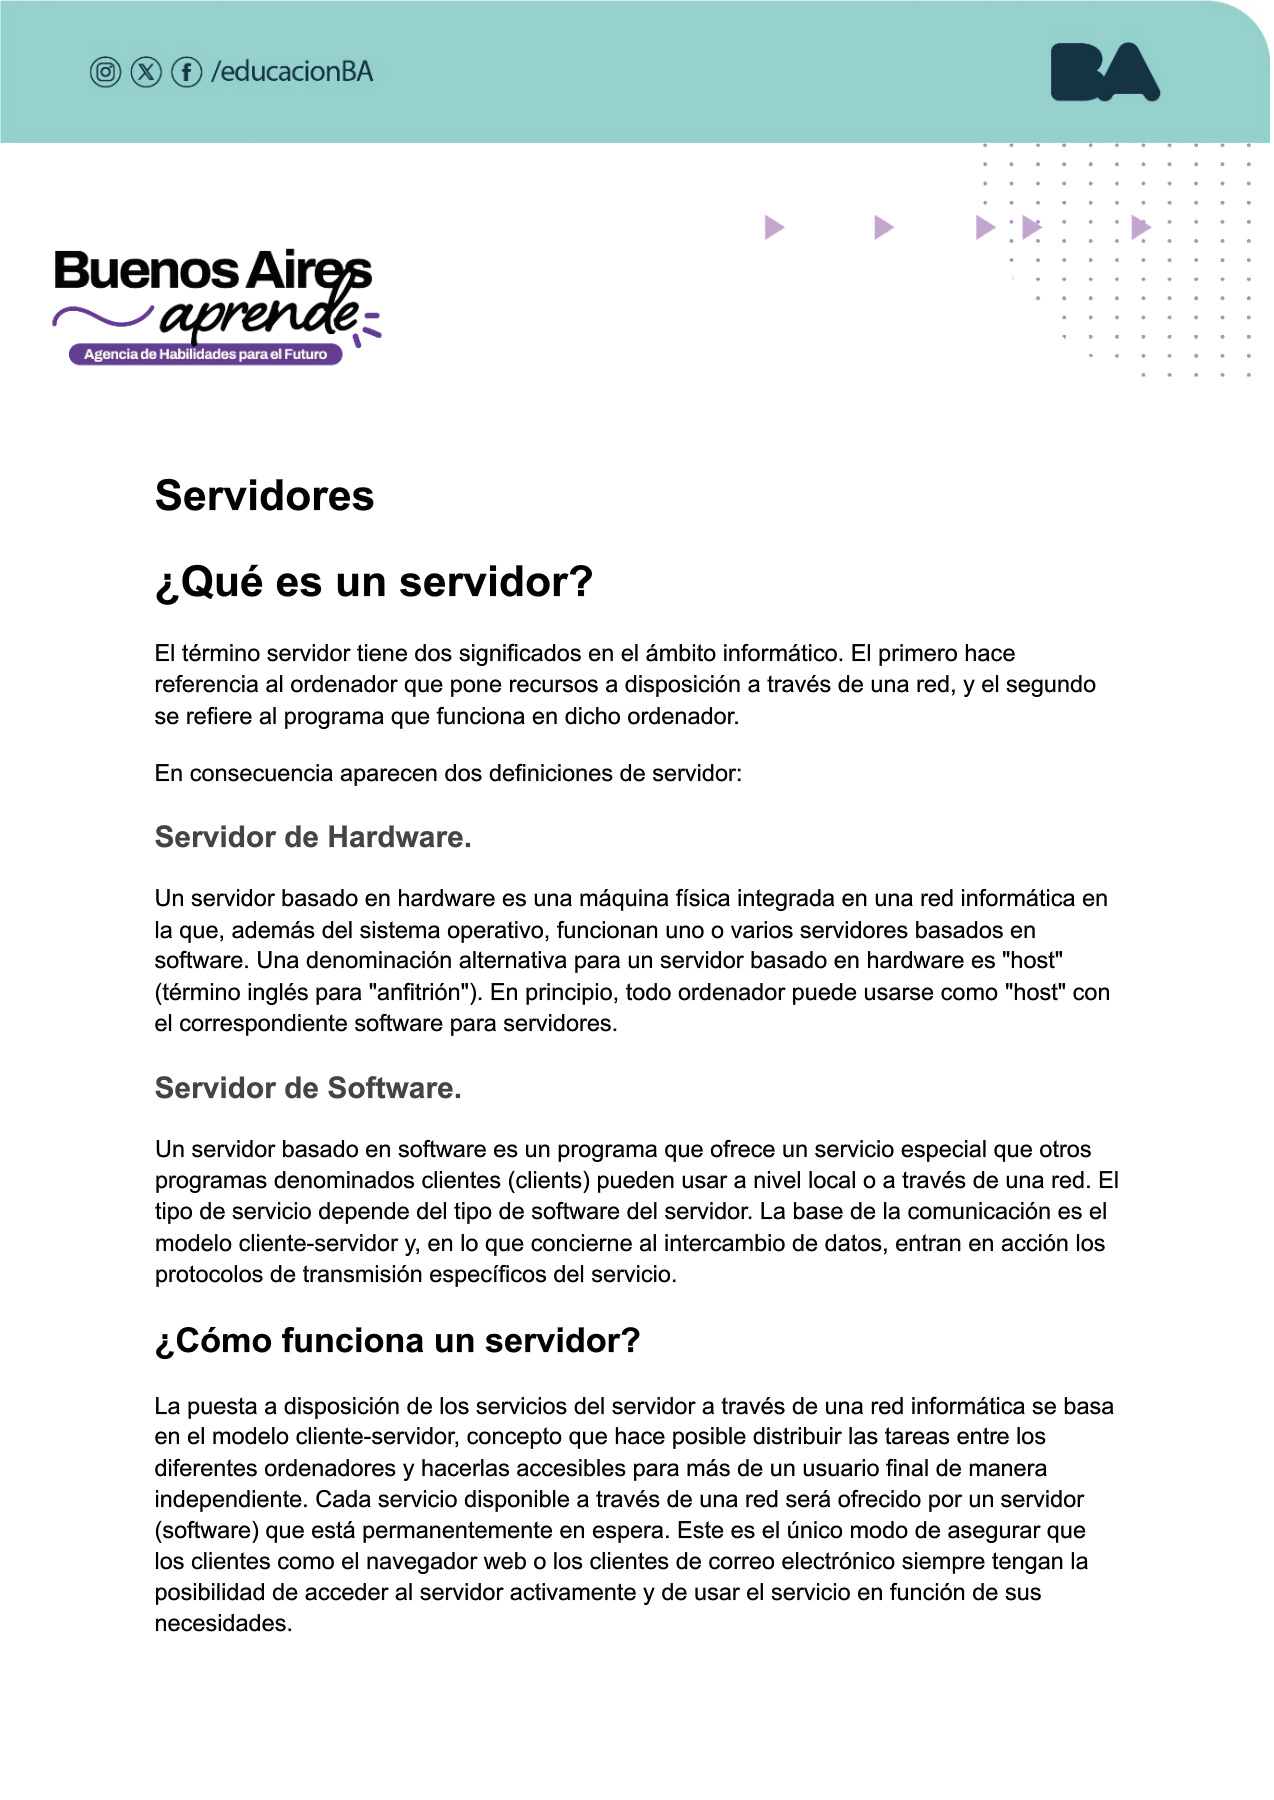 /educacionBA
BA
Buenos Aires
aprende
Agencia de Habilidades para el Futuro
Servidores
¿Qué es un servidor?
El término servidor tiene dos significados en el ámbito informático. El primero hace
referencia al ordenador que pone recursos a disposición a través de una red, y el segundo
se refiere al programa que funciona en dicho ordenador.
En consecuencia aparecen dos definiciones de servidor:
Servidor de Hardware.
Un servidor basado en hardware es una máquina física integrada en una red informática en
la que, además del sistema operativo, funcionan uno o varios servidores basados en
software. Una denominación alternativa para un servidor basado en hardware es "host"
(término inglés para "anfitrión"). En principio, todo ordenador puede usarse como "host" con
el correspondiente software para servidores.
Servidor de Software.
Un servidor basado en software es un programa que ofrece un servicio especial que otros
programas denominados clientes (clients) pueden usar a nivel local o a través de una red. El
tipo de servicio depende del tipo de software del servidor. La base de la comunicación es el
modelo cliente-servidor y, en lo que concierne al intercambio de datos, entran en acción los
protocolos de transmisión específicos del servicio.
¿Cómo funciona un servidor?
La puesta a disposición de los servicios del servidor a través de una red informática se basa
en el modelo cliente-servidor, concepto que hace posible distribuir las tareas entre los
diferentes ordenadores y hacerlas accesibles para más de un usuario final de manera
independiente. Cada servicio disponible a través de una red será ofrecido por un servidor
(software) que está permanentemente en espera. Este es el único modo de asegurar que
los clientes como el navegador web o los clientes de correo electrónico siempre tengan la
posibilidad de acceder al servidor activamente y de usar el servicio en función de sus
necesidades.